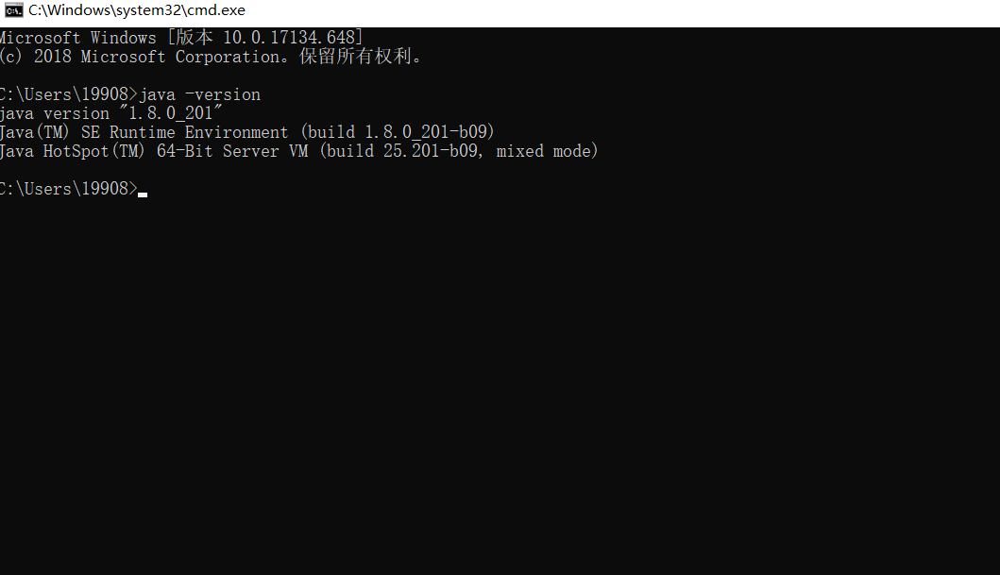 C:\Windows\system32\cmd.exe
Microsoft Windows [版本 10.0.17134.648]
(c) 2018 Microsoft Corporation。保留所有权利。
C:\Users\19908>java -version
java version "1.8.0_201"
Java(TM) SE Runtime Environment (build 1.8.0_201-b09)
Java HotSpot(TM) 64-Bit Server VM (build 25.201-b09, mixed mode)
C:\Users\19908>